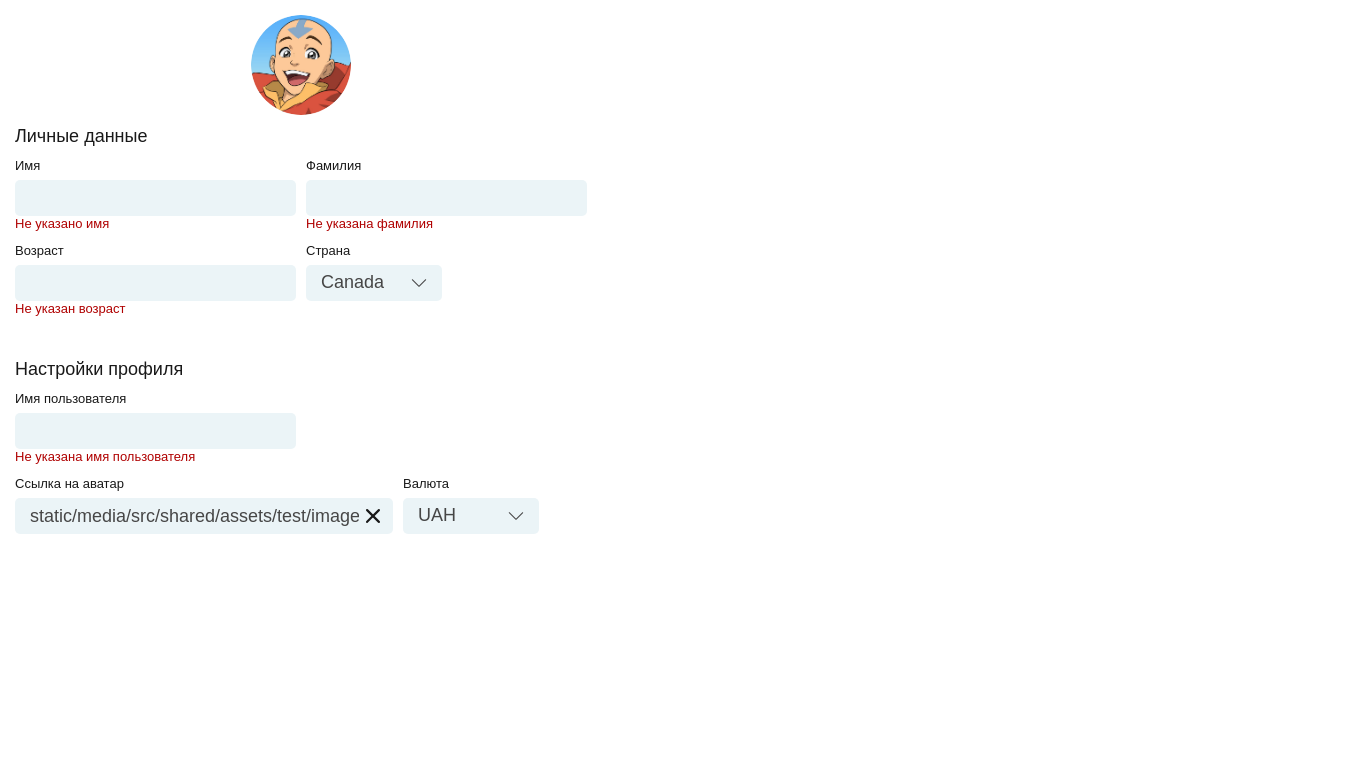 Личные данные
Имя Фамилия
Не указано имя Не указана фамилия
Возраст Страна
Canada
Не указан возраст
Настройки профиля
Имя пользователя
Не указана имя пользователя
Ссылка на аватар Валюта
static/media/src/shared/assets/test/image UAH